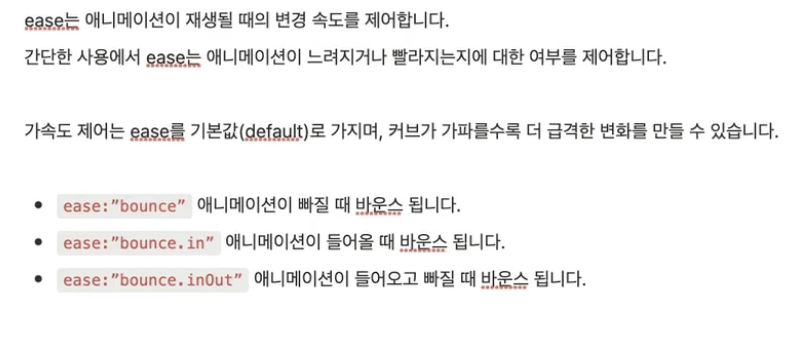 ease는 애니메이션이 재생될 때의 변경 속도를 제어합니다.
간단한 사용에서 ease는 애니메이션이 느려지거나 빨라지는지에 대한 여부를 제어합니다.
가속도 제어는 ease를 기본값(default)로 가지며, 커브가 가파를수록 더 급격한 변화를 만들 수 있습니다.
• ease:”bounce” 애니메이션이 빠질 때 바운스 됩니다.
• ease:”bounce.in” 애니메이션이 들어올 때 바운스 됩니다.
• ease:”bounce.inOut” 애니메이션이 들어오고 빠질 때 바운스 됩니다.